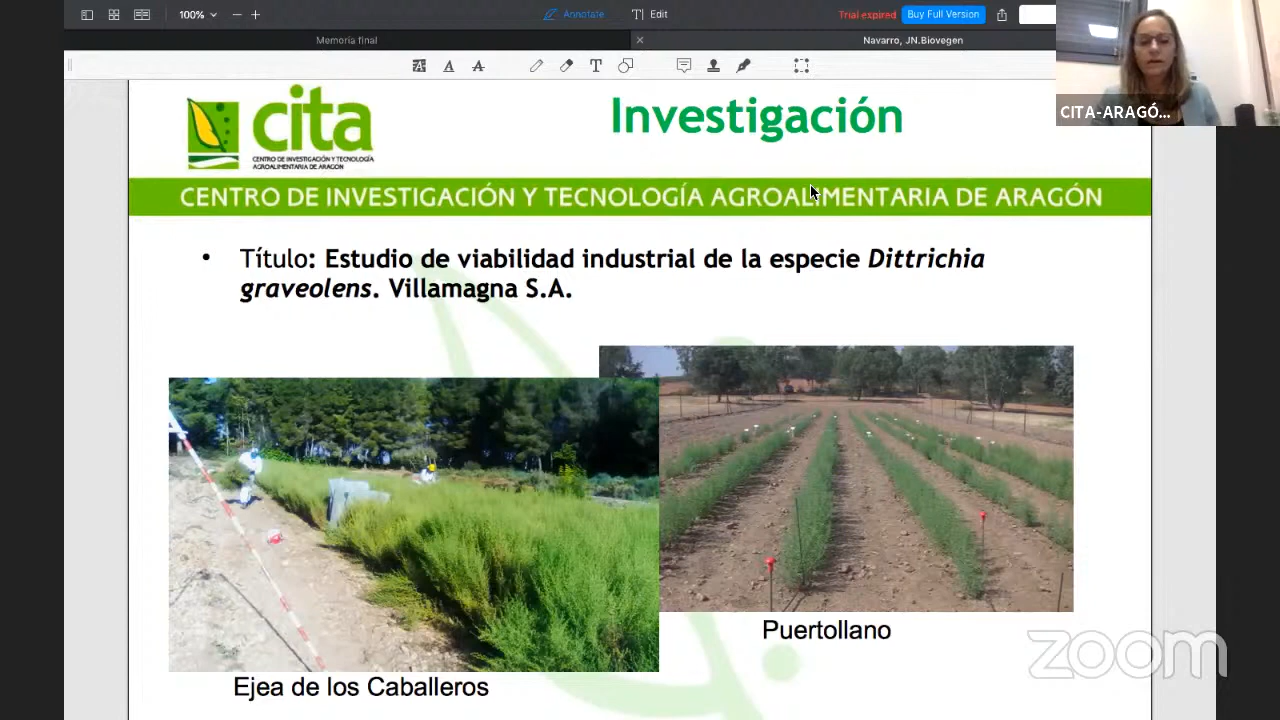 100%
Annotate
Edit
Trial expired
Buy Full Version
Memoria final
Navarro, JN.Biovegen
CITA-ARAGÓ...
cita
CENTRO DE INVESTIGACIÓN Y TECNOLOGÍA
AGROALIMENTARIA DE ARAGÓN
Investigación
CENTRO DE INVESTIGACIÓN Y TECNOLOGÍA AGROALIMENTARIA DE ARAGÓN
• Título: Estudio de viabilidad industrial de la especie Dittrichia
graveolens. Villamagna S.A.
Puertollano
Ejea de los Caballeros
zoom